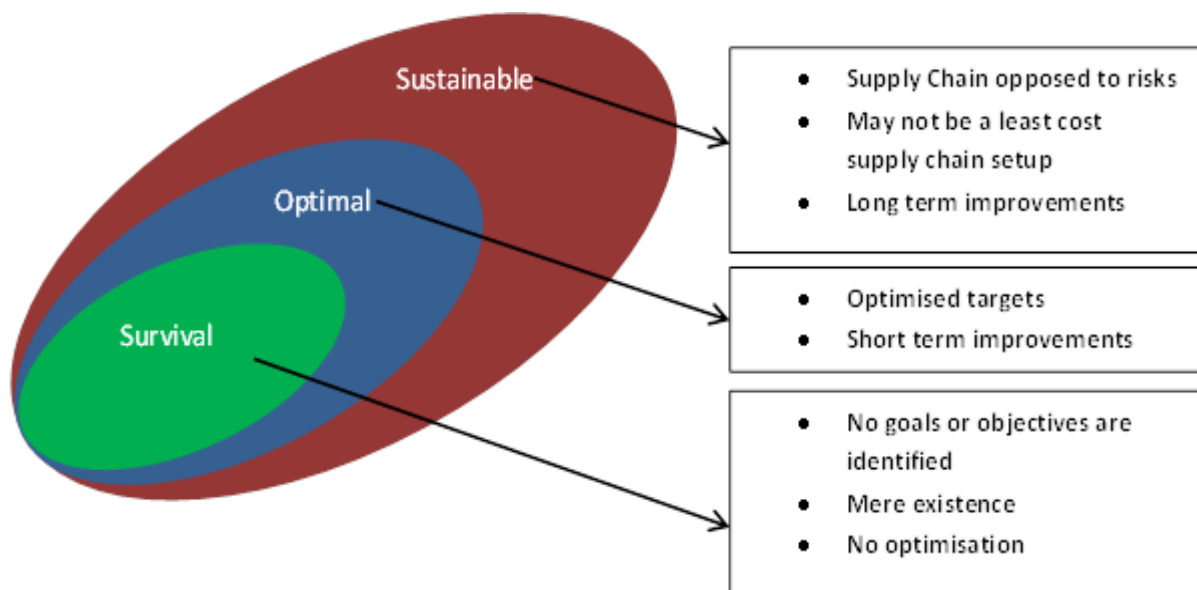 Sustainable
Optimal
Survival
• Supply Chain opposed to risks
• May not be a least cost
supply chain setup
• Long term improvements
• Optimised targets
• Short term improvements
• No goals or objectives are
identified
• Mere existence
• No optimisation